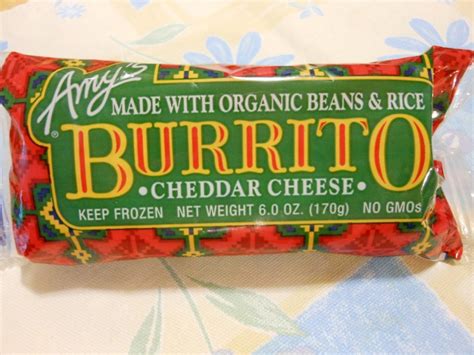 Amy's
®
MADE WITH ORGANIC BEANS & RICE
BURRITO
• CHEDDAR CHEESE •
KEEP FROZEN NET WEIGHT 6.0 OZ. (170g) NO GMOs